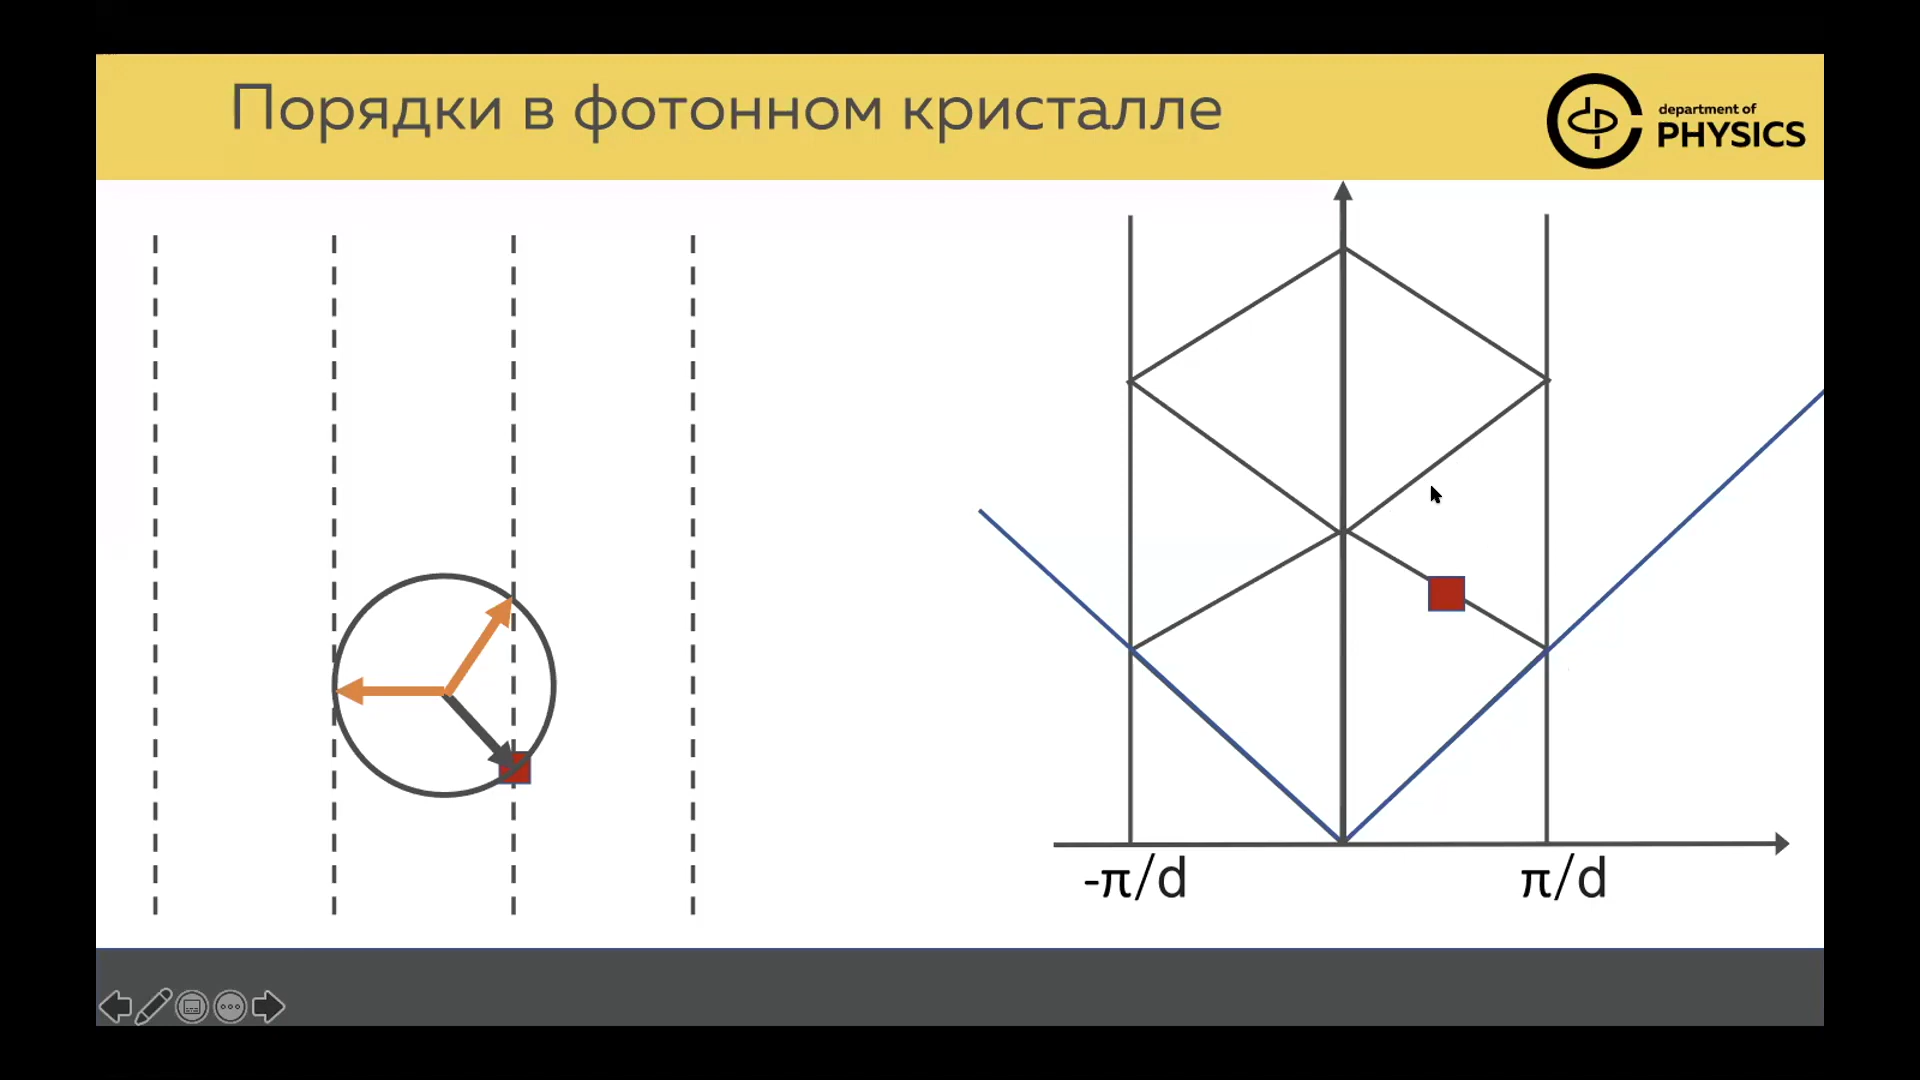 Порядки в фотонном кристалле
department of
PHYSICS
-π/d
π/d